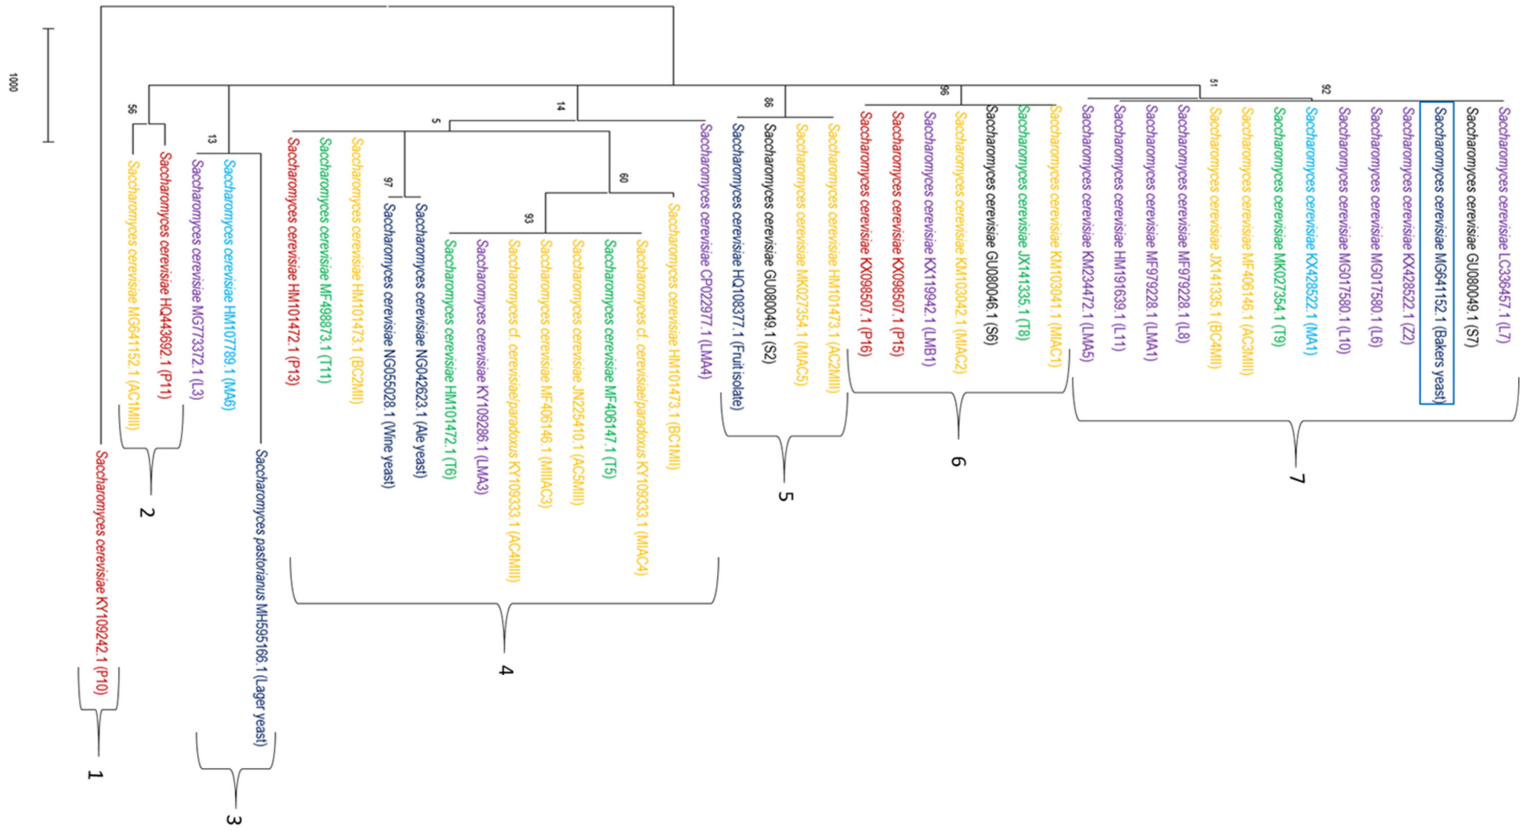 Saccharomyces cerevisiae LC336457.1 (L7)
Saccharomyces cerevisiae GU080049.1 (S7)
Saccharomyces cerevisiae MG641152.1 (Bakers yeast)
Saccharomyces cerevisiae KX428522.1 (Z2)
Saccharomyces cerevisiae MG017580.1 (L6)
Saccharomyces cerevisiae MG017580.1 (L10)
Saccharomyces cerevisiae KX428522.1 (MA1)
Saccharomyces cerevisiae MK027354.1 (T9)
Saccharomyces cerevisiae MF406146.1 (AC3MIII)
Saccharomyces cerevisiae JX141335.1 (BC4MII)
Saccharomyces cerevisiae MF979228.1 (L8)
Saccharomyces cerevisiae MF979228.1 (LMA1)
Saccharomyces cerevisiae HM191639.1 (L11)
Saccharomyces cerevisiae KM234472.1 (LMA5)
Saccharomyces cerevisiae KM103041.1 (MIAC1)
Saccharomyces cerevisiae JX141335.1 (T8)
Saccharomyces cerevisiae GU080046.1 (S6)
Saccharomyces cerevisiae KM103042.1 (MIAC2)
Saccharomyces cerevisiae KX119942.1 (LMB1)
Saccharomyces cerevisiae KX098507.1 (P15)
Saccharomyces cerevisiae KX098507.1 (P16)
Saccharomyces cerevisiae HM101473.1 (AC2MIII)
Saccharomyces cerevisiae MK027354.1 (MIAC5)
Saccharomyces cerevisiae GU080049.1 (S2)
Saccharomyces cerevisiae HQ108377.1 (Fruit isolate)
Saccharomyces cerevisiae CP022977.1 (LMA4)
Saccharomyces cerevisiae HM101473.1 (BC1MII)
Saccharomyces cf. cerevisiae/paradoxus KY109333.1 (MIAC4)
Saccharomyces cerevisiae MF406147.1 (T5)
Saccharomyces cerevisiae JN225410.1 (AC5MIII)
Saccharomyces cerevisiae MF406146.1 (MIIIAC3)
Saccharomyces cf. cerevisiae/paradoxus KY109333.1 (AC4MIII)
Saccharomyces cerevisiae KY109286.1 (LMA3)
Saccharomyces cerevisiae HM101472.1 (T6)
Saccharomyces cerevisiae NG042623.1 (Ale yeast)
Saccharomyces cerevisiae NG055028.1 (Wine yeast)
Saccharomyces cerevisiae HM101473.1 (BC2MII)
Saccharomyces cerevisiae MF498873.1 (T11)
Saccharomyces cerevisiae HM101472.1 (P13)
Saccharomyces pastorianus MH595166.1 (Lager yeast)
Saccharomyces cerevisiae HM107789.1 (MA6)
Saccharomyces cerevisiae MG773372.1 (L3)
Saccharomyces cerevisiae HQ443692.1 (P11)
Saccharomyces cerevisiae MG641152.1 (AC1MIII)
Saccharomyces cerevisiae KY109242.1 (P10)
92
51
96
86
14
5
60
93
97
13
56
7
6
5
4
3
2
1
1000